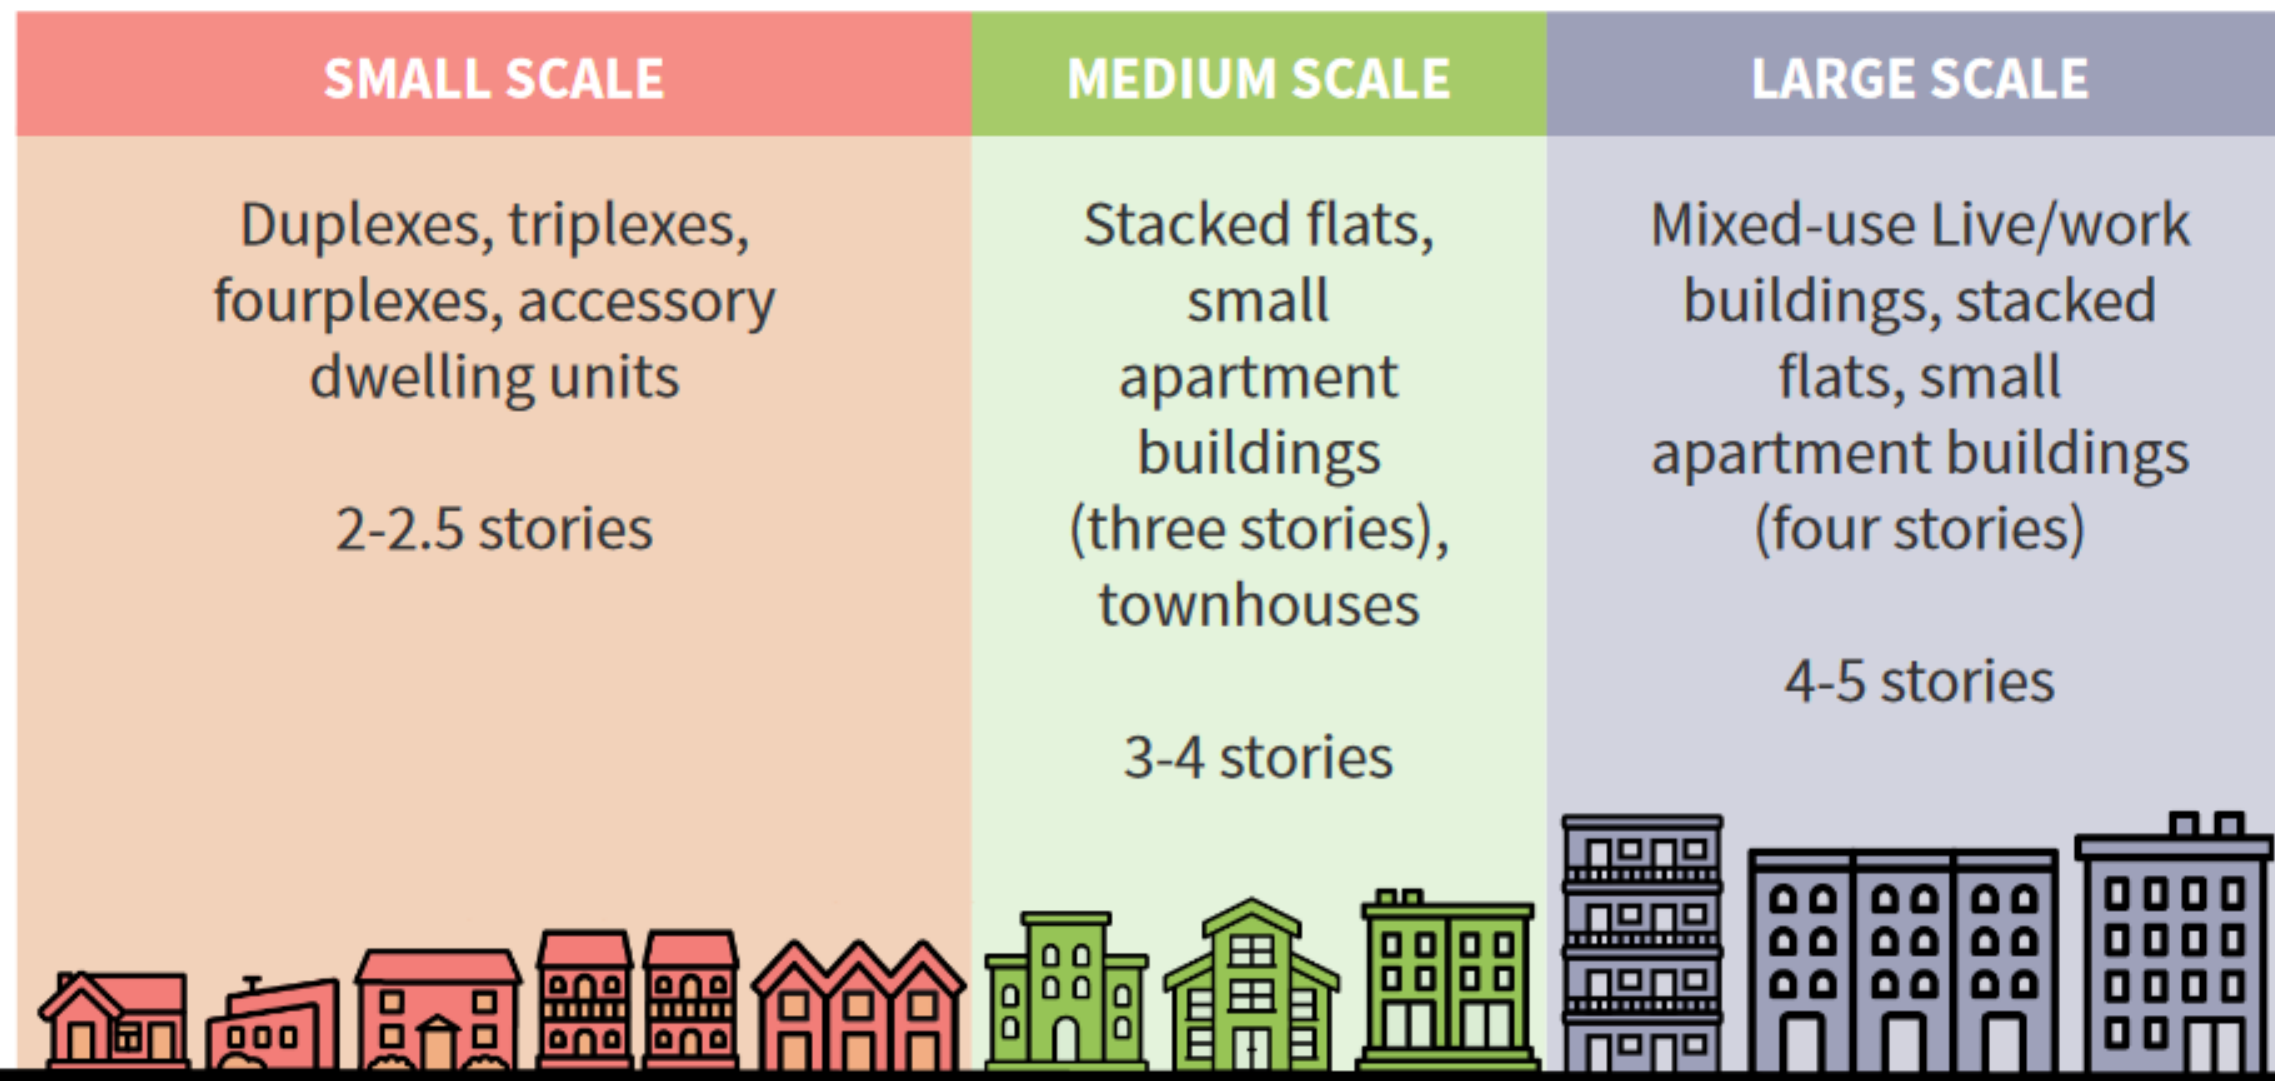 SMALL SCALE
Duplexes, triplexes,
fourplexes, accessory
dwelling units
2-2.5 stories
MEDIUM SCALE
Stacked flats,
small
apartment
buildings
(three stories),
townhouses
3-4 stories
LARGE SCALE
Mixed-use Live/work
buildings, stacked
flats, small
apartment buildings
(four stories)
4-5 stories